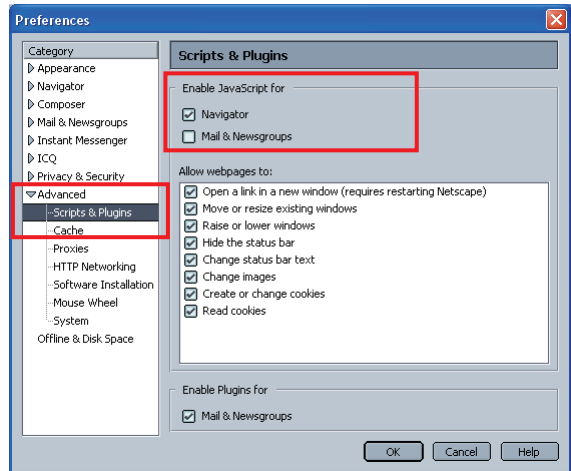 Preferences
Category
Appearance
Navigator
Composer
Mail & Newsgroups
Instant Messenger
ICQ
Privacy & Security
Advanced
Scripts & Plugins
Cache
Proxies
HTTP Networking
Software Installation
Mouse Wheel
System
Offline & Disk Space
Scripts & Plugins
Enable JavaScript for
Navigator
Mail & Newsgroups
Allow webpages to:
Open a link in a new window (requires restarting Netscape)
Move or resize existing windows
Raise or lower windows
Hide the status bar
Change status bar text
Change images
Create or change cookies
Read cookies
Enable Plugins for
Mail & Newsgroups
OK
Cancel
Help